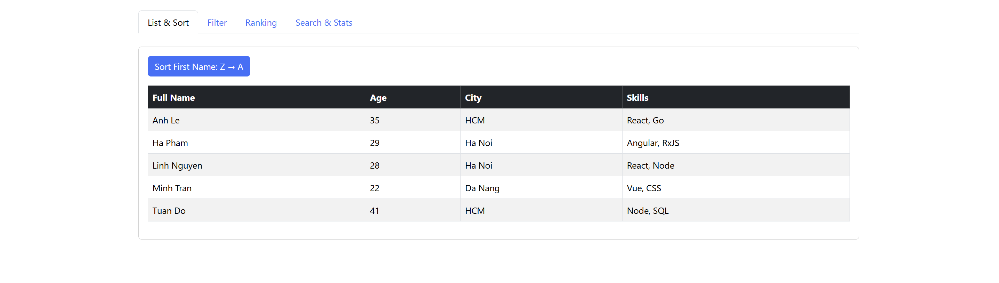 List & Sort Filter Ranking Search & Stats
Sort First Name: Z → A
Full Name Age City Skills
Anh Le 35 HCM React, Go
Ha Pham 29 Ha Noi Angular, RxJS
Linh Nguyen 28 Ha Noi React, Node
Minh Tran 22 Da Nang Vue, CSS
Tuan Do 41 HCM Node, SQL